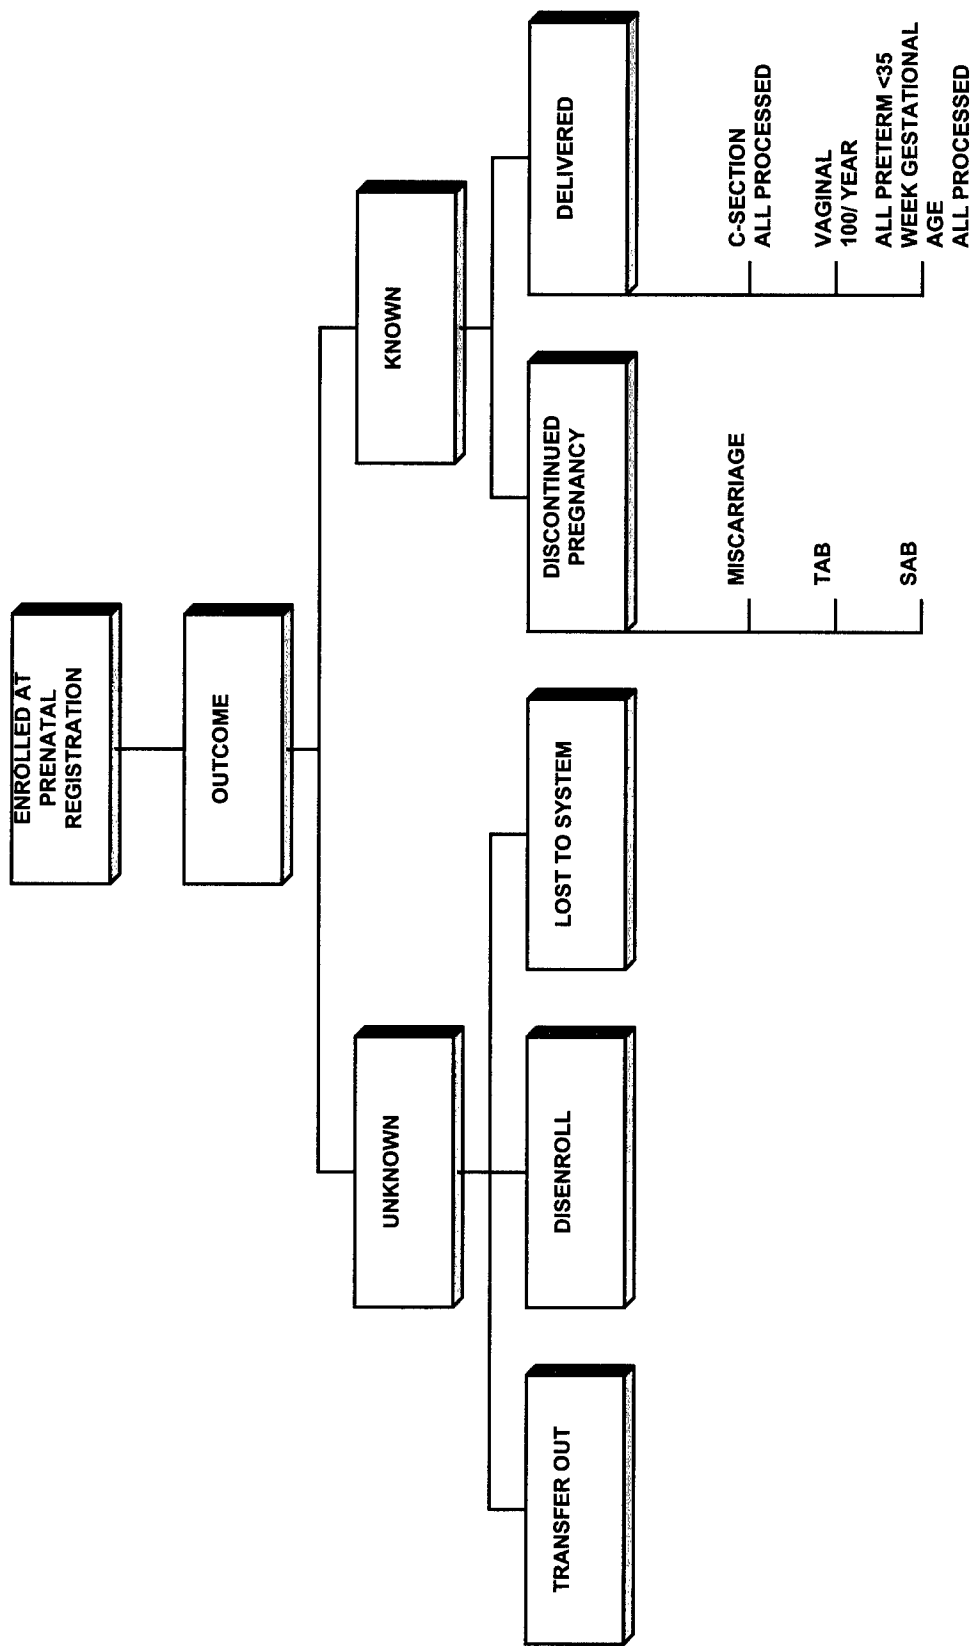 ENROLLED AT
PRENATAL
REGISTRATION
OUTCOME
UNKNOWN
KNOWN
TRANSFER OUT
DISENROLL
LOST TO SYSTEM
DISCONTINUED
PREGNANCY
DELIVERED
MISCARRIAGE
TAB
SAB
C-SECTION
ALL PROCESSED
VAGINAL
100/ YEAR
ALL PRETERM <35
WEEK GESTATIONAL
AGE
ALL PROCESSED